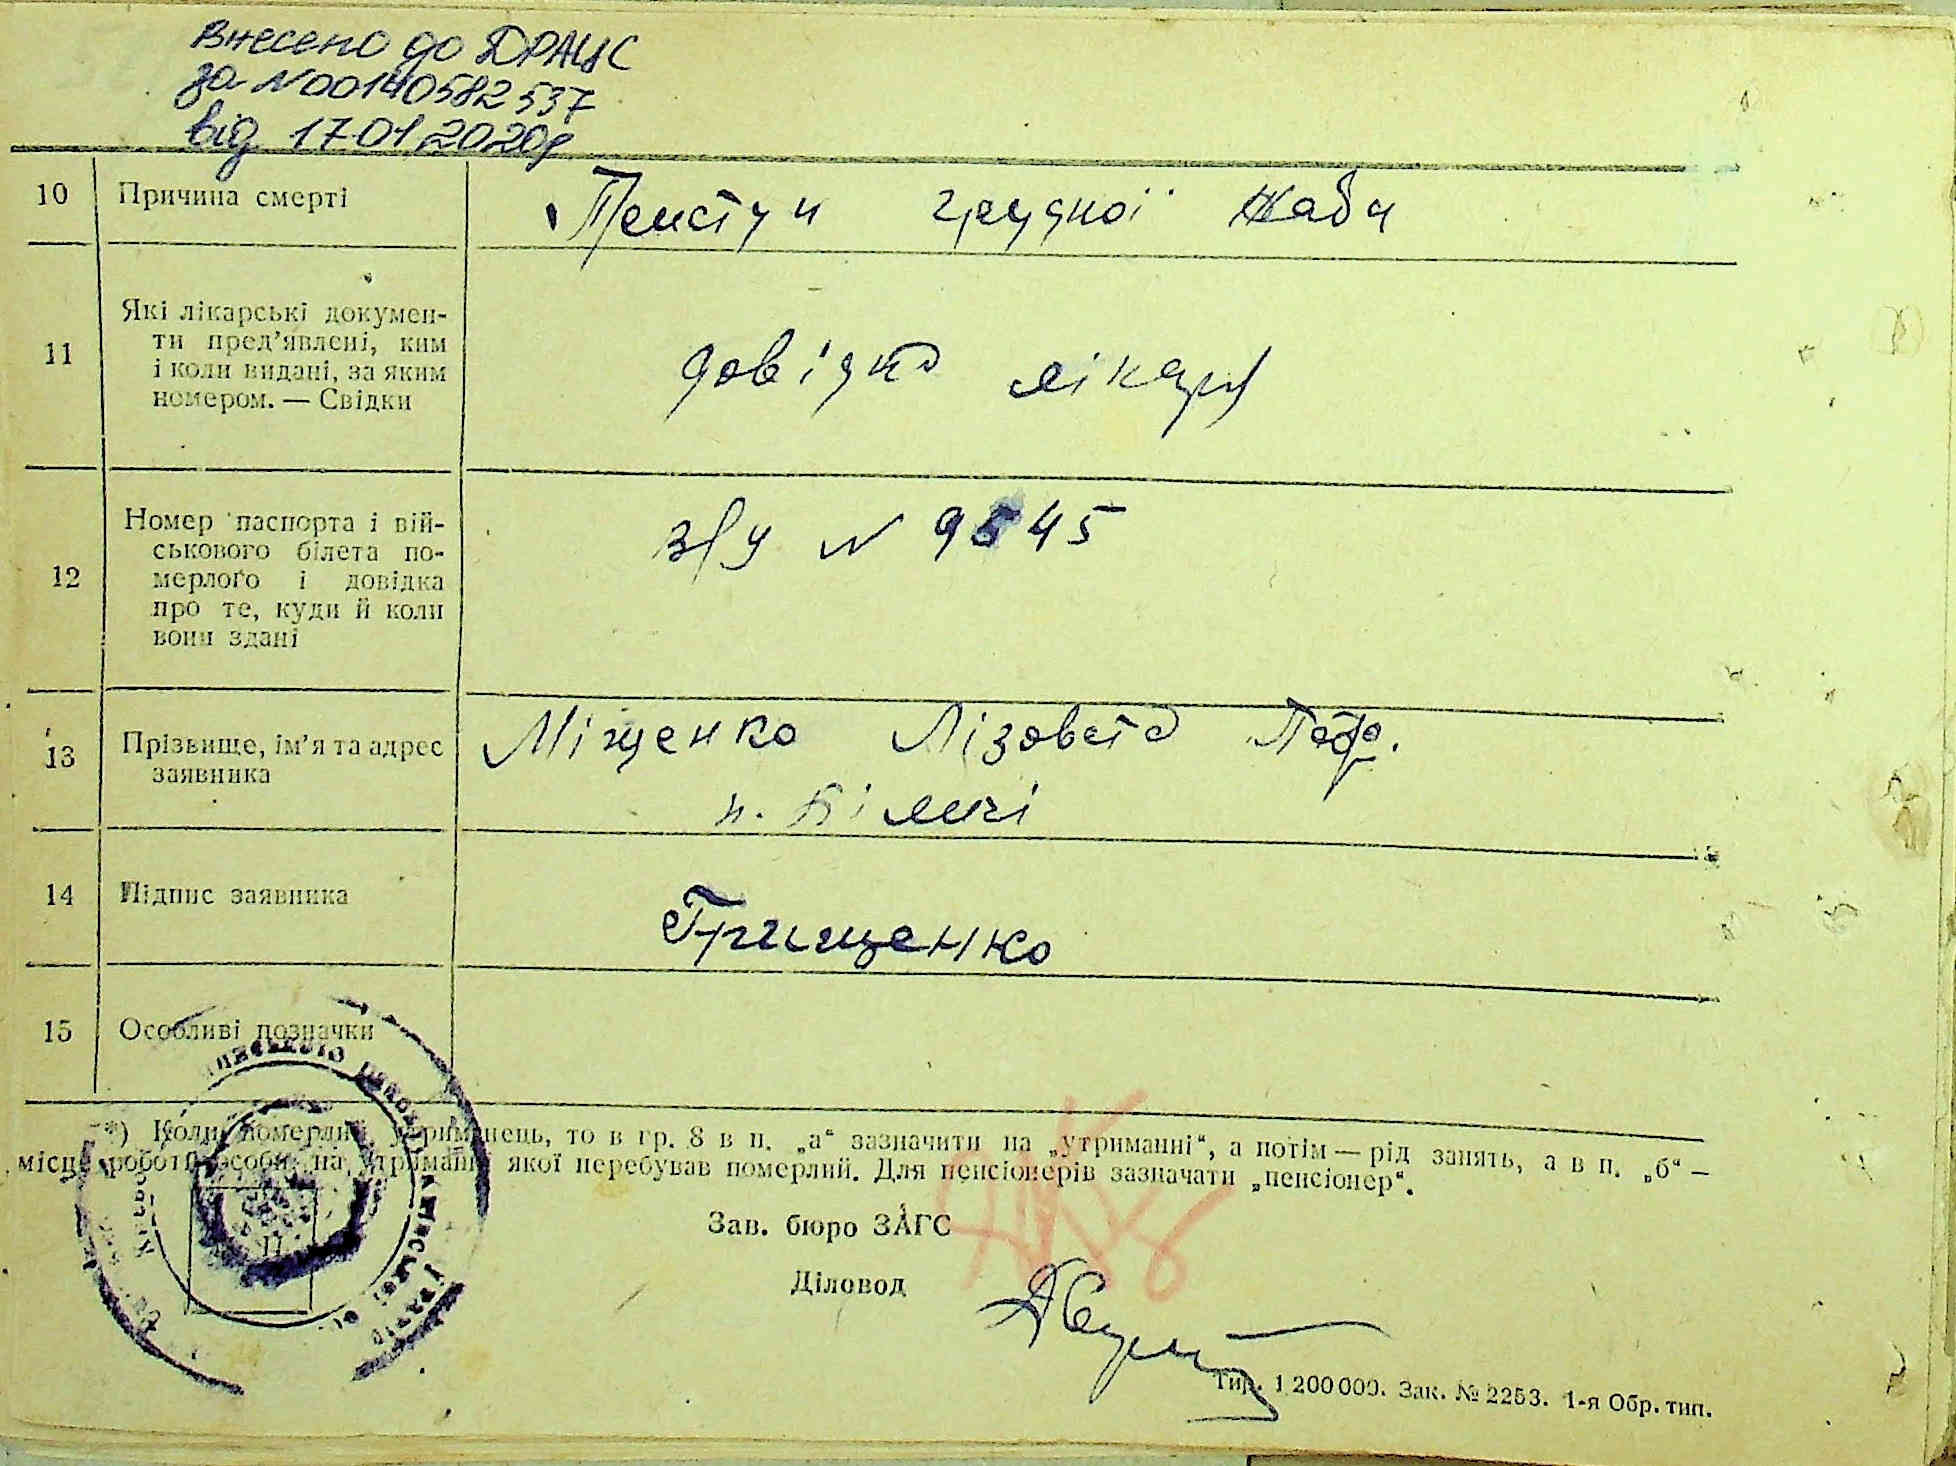 Внесено до ДРАЦС
за №00140582537
від 17.01.2020р
10 Причина смерті
грудної жаби
11 Які лікарські докумен-
ти пред’явлені, ким
і коли видані, за яким
номером. — Свідки
довідка лікаря
12 Номер паспорта і вій-
ськового білета по-
мерлого і довідка
про те, куди й коли
вони здані
з/у № 9545
13 Прізвище, ім’я та адрес
заявника
Міщенко Лізовета Пет.
14 Підпис заявника
Грищенко
15 Особливі позначки
*) Коли померлий утриманець, то в гр. 8 в п. „а“ зазначити на „утриманні“, а потім — рід занять, а в п. „б“ —
місце роботи особи, на утриманні якої перебував померлий. Для пенсіонерів зазначати „пенсіонер“.
Зав. бюро ЗАГС
Діловод
Тир. 1 200 000. Зак. № 2253. 1-я Обр. тип.